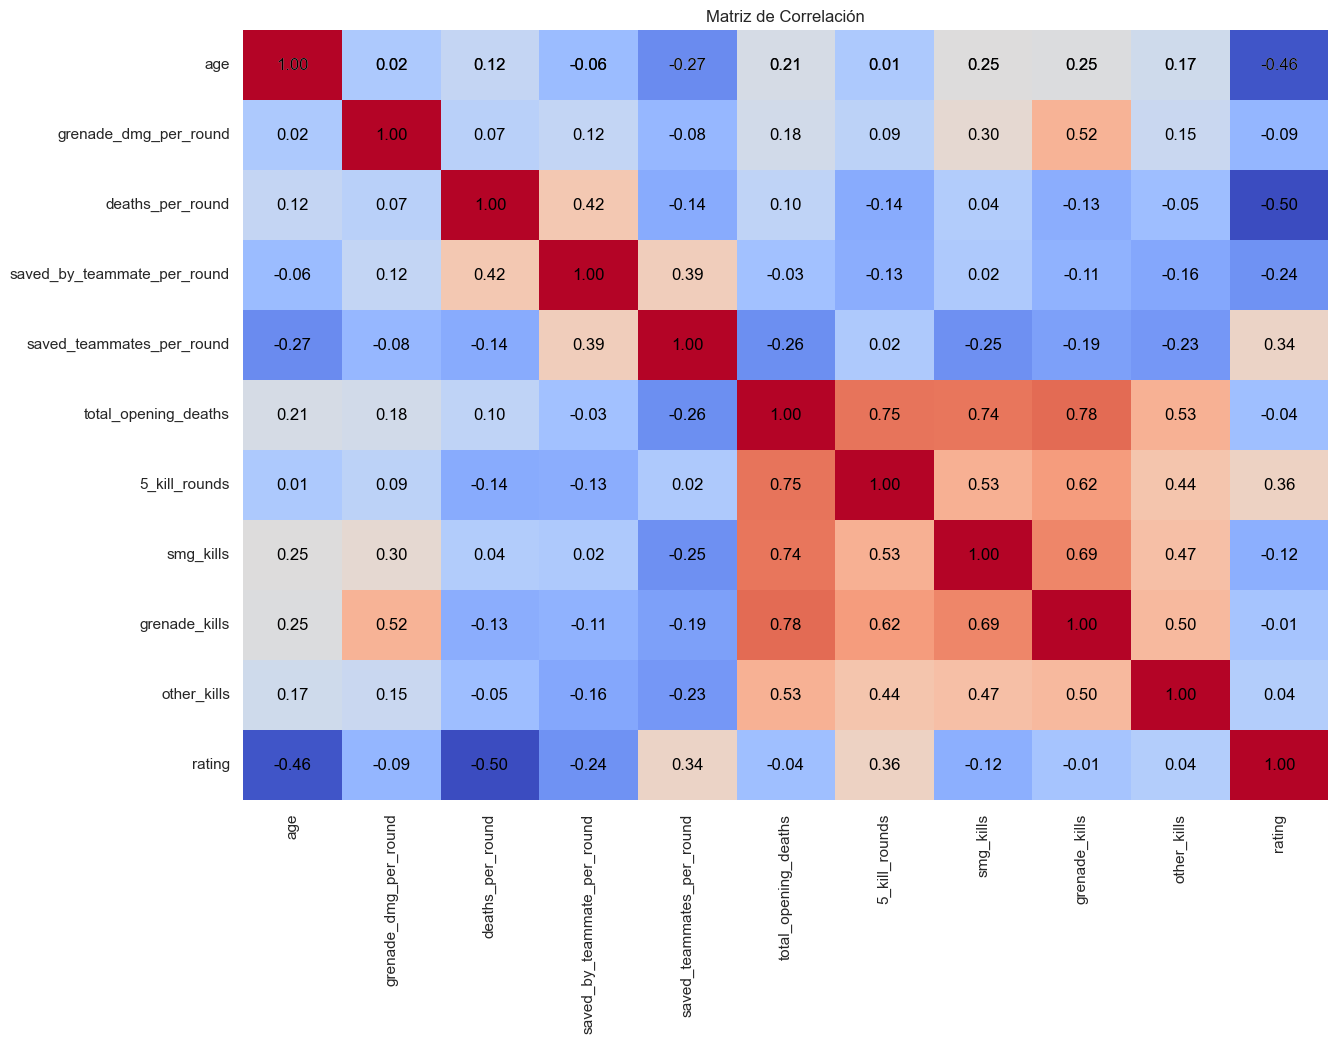 Matriz de Correlación
age 1.00 0.02 0.12 -0.06 -0.27 0.21 0.01 0.25 0.25 0.17 -0.46
grenade_dmg_per_round 0.02 1.00 0.07 0.12 -0.08 0.18 0.09 0.30 0.52 0.15 -0.09
deaths_per_round 0.12 0.07 1.00 0.42 -0.14 0.10 -0.14 0.04 -0.13 -0.05 -0.50
saved_by_teammate_per_round -0.06 0.12 0.42 1.00 0.39 -0.03 -0.13 0.02 -0.11 -0.16 -0.24
saved_teammates_per_round -0.27 -0.08 -0.14 0.39 1.00 -0.26 0.02 -0.25 -0.19 -0.23 0.34
total_opening_deaths 0.21 0.18 0.10 -0.03 -0.26 1.00 0.75 0.74 0.78 0.53 -0.04
5_kill_rounds 0.01 0.09 -0.14 -0.13 0.02 0.75 1.00 0.53 0.62 0.44 0.36
smg_kills 0.25 0.30 0.04 0.02 -0.25 0.74 0.53 1.00 0.69 0.47 -0.12
grenade_kills 0.25 0.52 -0.13 -0.11 -0.19 0.78 0.62 0.69 1.00 0.50 -0.01
other_kills 0.17 0.15 -0.05 -0.16 -0.23 0.53 0.44 0.47 0.50 1.00 0.04
rating -0.46 -0.09 -0.50 -0.24 0.34 -0.04 0.36 -0.12 -0.01 0.04 1.00
age
grenade_dmg_per_round
deaths_per_round
saved_by_teammate_per_round
saved_teammates_per_round
total_opening_deaths
5_kill_rounds
smg_kills
grenade_kills
other_kills
rating